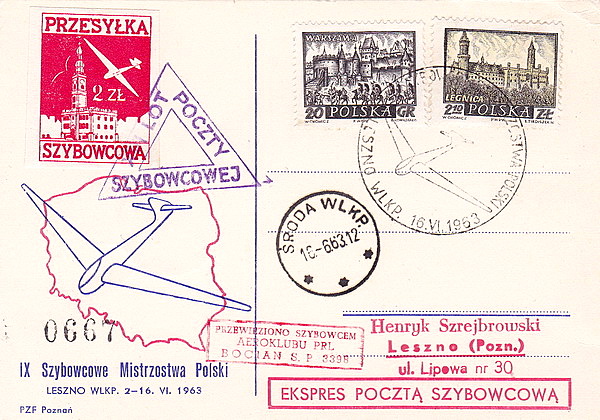 PRZESYŁKA
2 ZŁ
SZYBOWCOWA
LOT POCZTY
SZYBOWCOWEJ
WARSZAWA
20 POLSKA GR
LEGNICA
2.10 POLSKA ZŁ
LESZNO WLKP. 16.VI.1963
ŚRODA WLKP
18-6.63.12
0667
PRZEWIEZIONO SZYBOWCEM
AEROKLUBU PRL
BOCIAN S.P 3395
Henryk Szrejbrowski
Leszno (Pozn.)
ul. Lipowa nr 30
EKSPRES POCZTĄ SZYBOWCOWĄ
IX Szybowcowe Mistrzostwa Polski
LESZNO WLKP. 2-16. VI. 1963
PZF Poznań